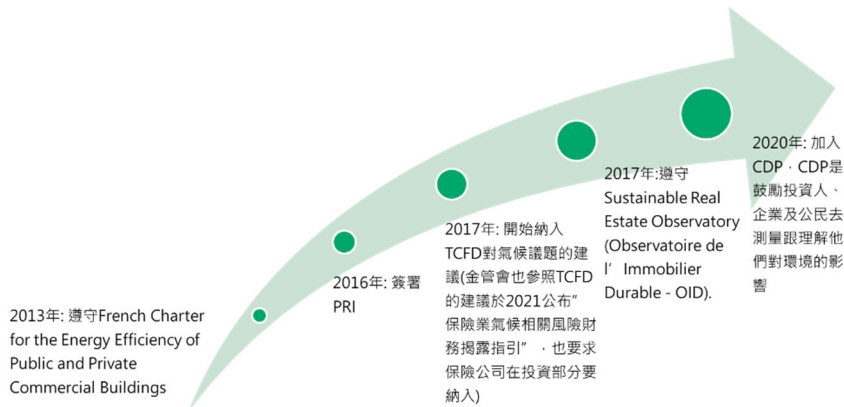 2013年: 遵守French Charter
for the Energy Efficiency of
Public and Private
Commercial Buildings
2016年: 簽署
PRI
2017年: 開始納入
TCFD對氣候議題的建
議(金管會也參照TCFD
的建議於2021公布”
保險業氣候相關風險財
務揭露指引”，也要求
保險公司在投資部分要
納入)
2017年:遵守
Sustainable Real
Estate Observatory
(Observatoire de
l’Immobilier
Durable - OID).
2020年: 加入
CDP，CDP是
鼓勵投資人、
企業及公民去
測量跟理解他
們對環境的影
響